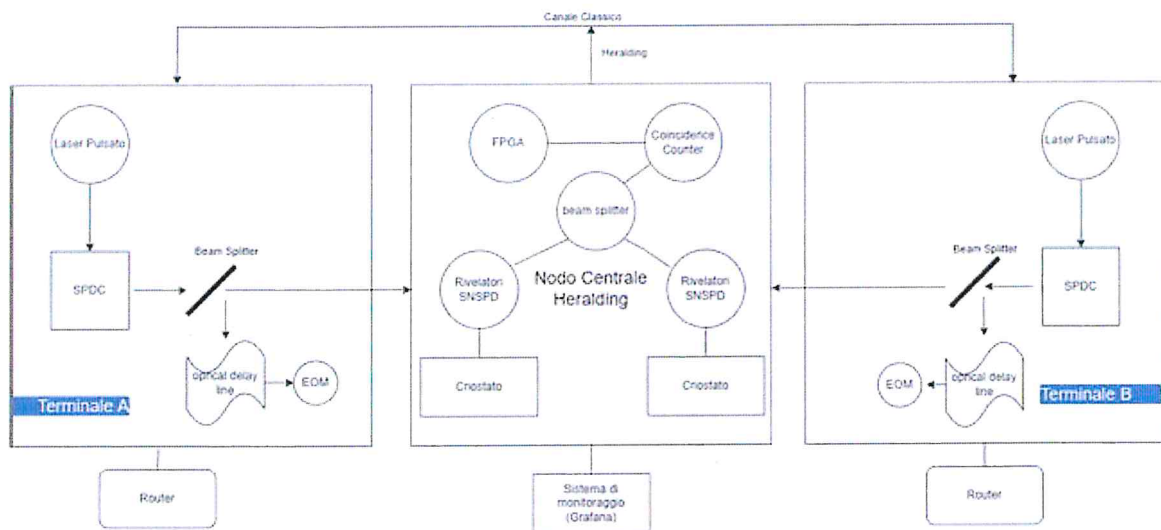 Canale Classico
Heralding
Laser Pulsato
SPDC
Beam Splitter
optical delay
line
EOM
Terminale A
Router
FPGA
Coincidence
Counter
beam splitter
Rivelatori
SNSPD
Nodo Centrale
Heralding
Rivelatori
SNSPD
Criostato
Criostato
Sistema di
monitoraggio
(Grafana)
Laser Pulsato
Beam Splitter
SPDC
EOM
optical delay
line
Terminale B
Router